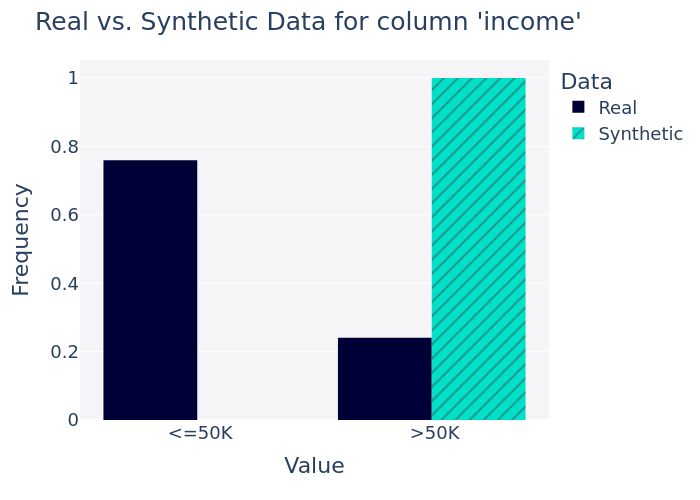 Real vs. Synthetic Data for column 'income'
Data
Real
Synthetic
Frequency
1
0.8
0.6
0.4
0.2
0
<=50K
>50K
Value